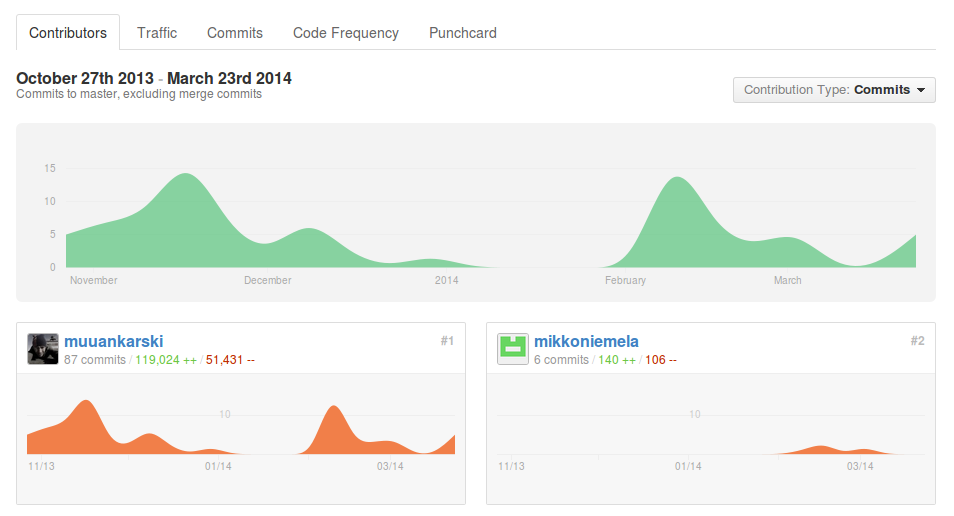 Contributors Traffic Commits Code Frequency Punchcard
October 27th 2013 - March 23rd 2014
Commits to master, excluding merge commits
Contribution Type: Commits
15
10
5
0
November December 2014 February March
muuankarski #1
87 commits / 119,024 ++ / 51,431 --
10
11/13 01/14 03/14
mikkoniemela #2
6 commits / 140 ++ / 106 --
10
11/13 01/14 03/14